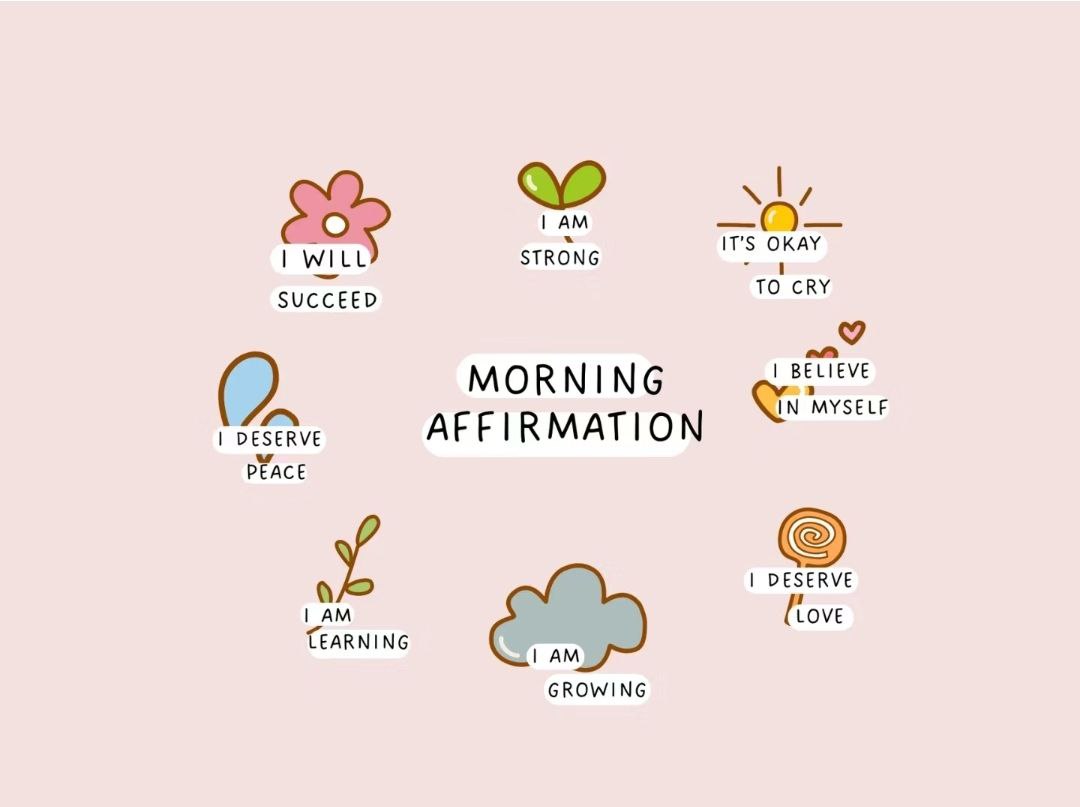 I WILL
SUCCEED
I AM
STRONG
IT'S OKAY
TO CRY
I DESERVE
PEACE
MORNING
AFFIRMATION
I BELIEVE
IN MYSELF
I AM
LEARNING
I AM
GROWING
I DESERVE
LOVE